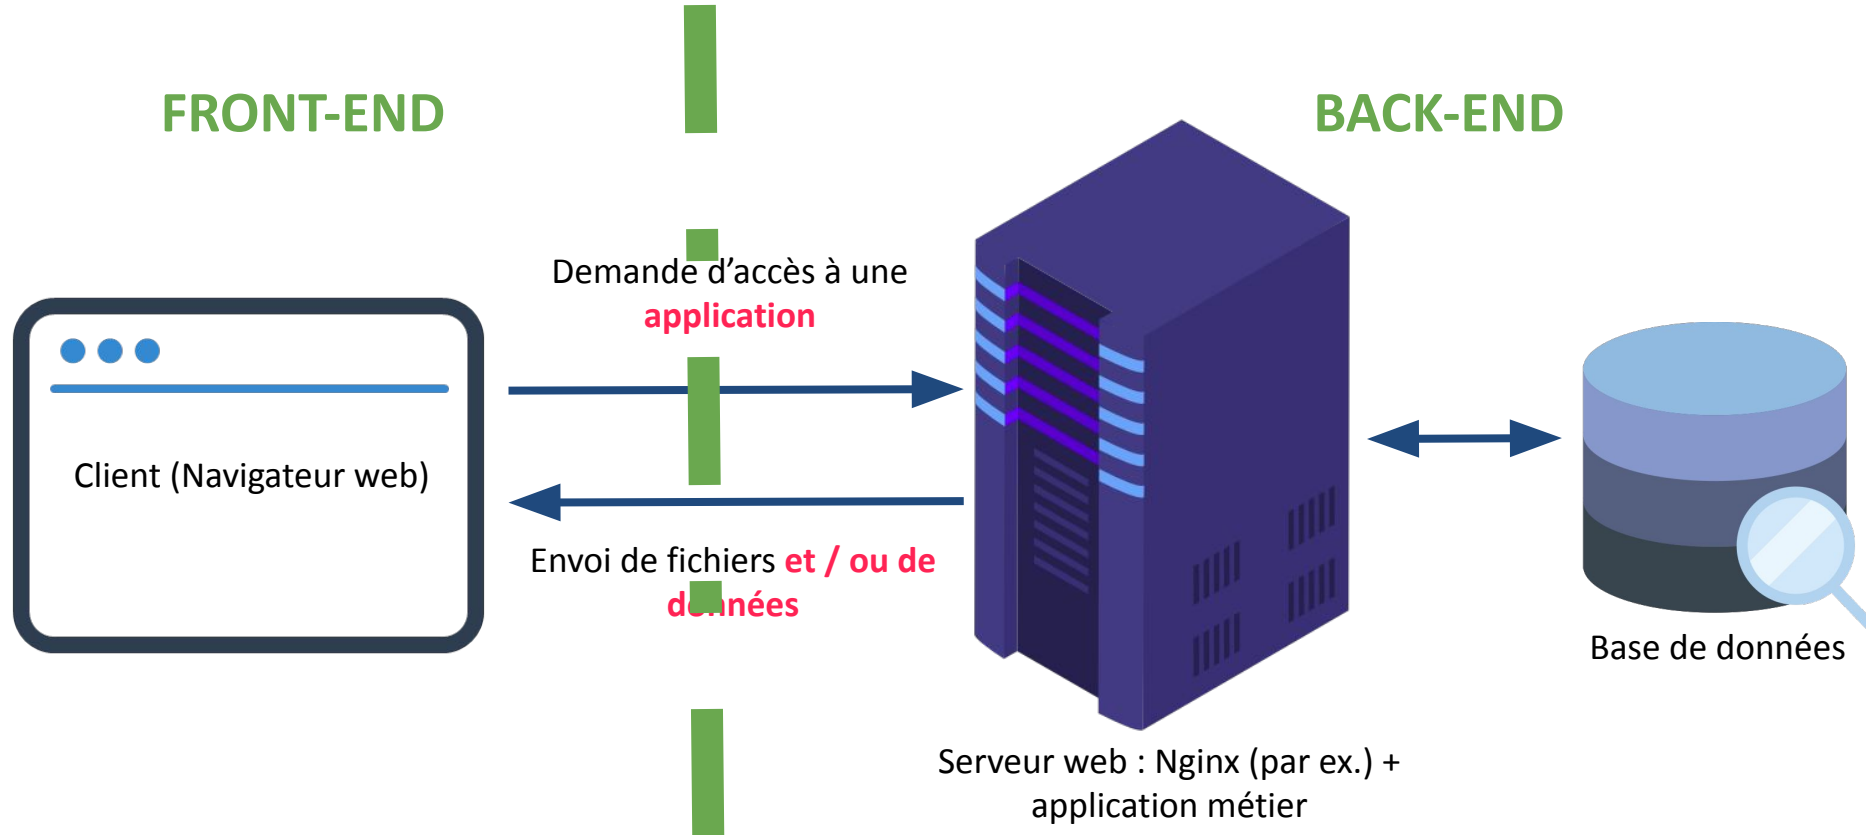 FRONT-END
BACK-END
Demande d’accès à une
application
Client (Navigateur web)
Envoi de fichiers et / ou de
données
Base de données
Serveur web : Nginx (par ex.) +
application métier